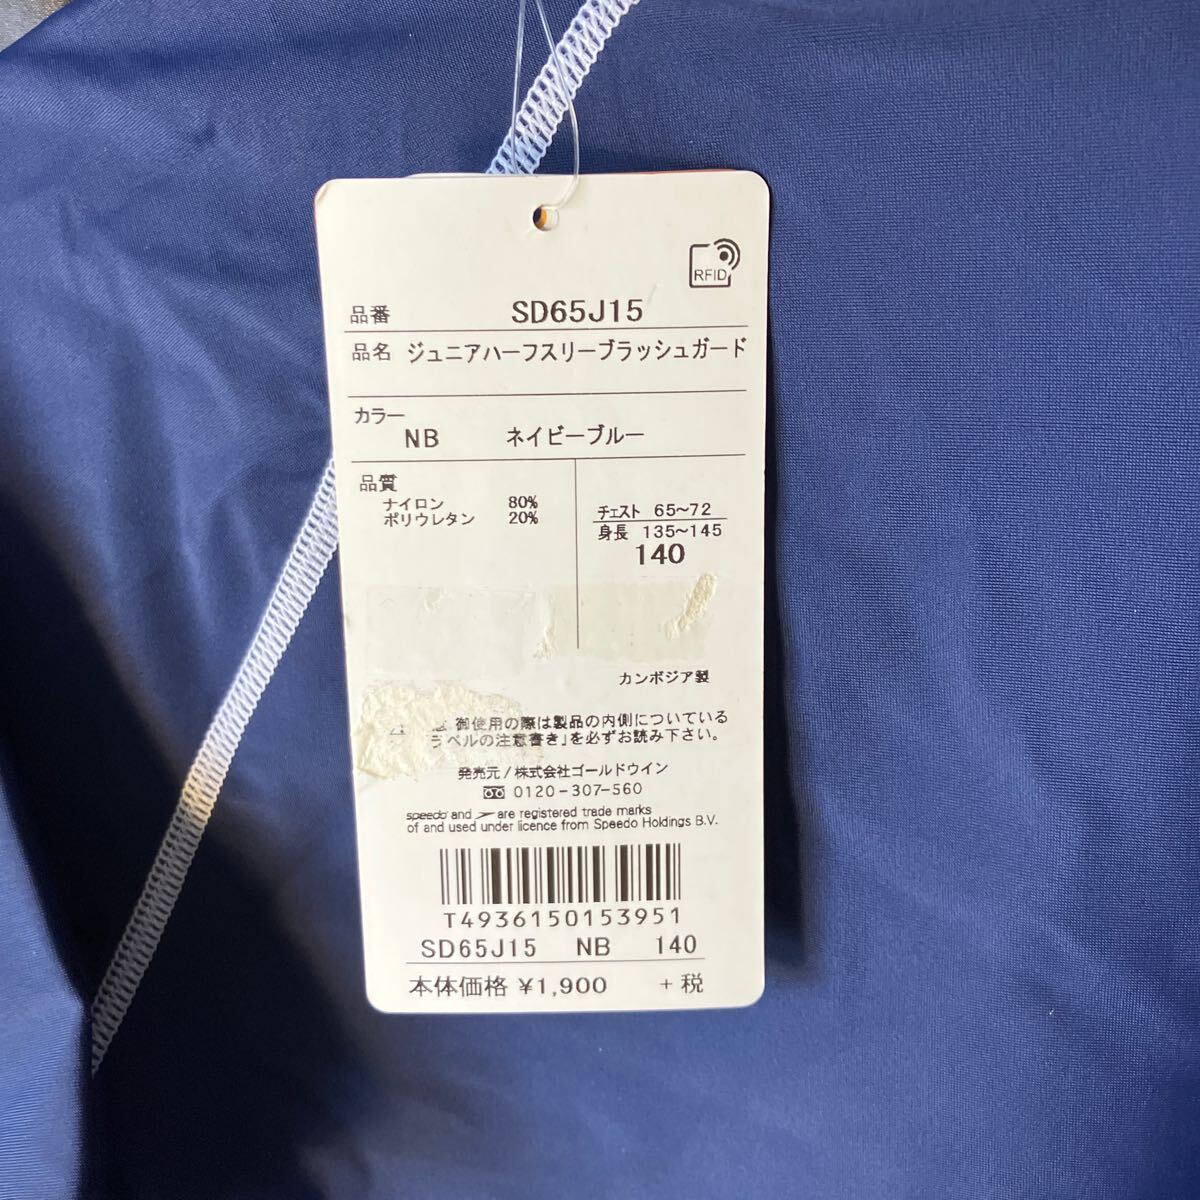 RFID
品番 SD65J15
品名 ジュニアハーフスリーブラッシュガード
カラー
NB ネイビーブルー
品質
ナイロン 80%
ポリウレタン 20%
チェスト 65~72
身長 135~145
140
カンボジア製
御使用の際は製品の内側についている
ラベルの注意書き」を必ずお読み下さい。
発売元/株式会社ゴールドウイン
0120-307-560
speedo and are registered trade marks
of and used under licence from Speedo Holdings B.V.
T4936150153951
SD65J15 NB 140
本体価格 ¥1,900 +税